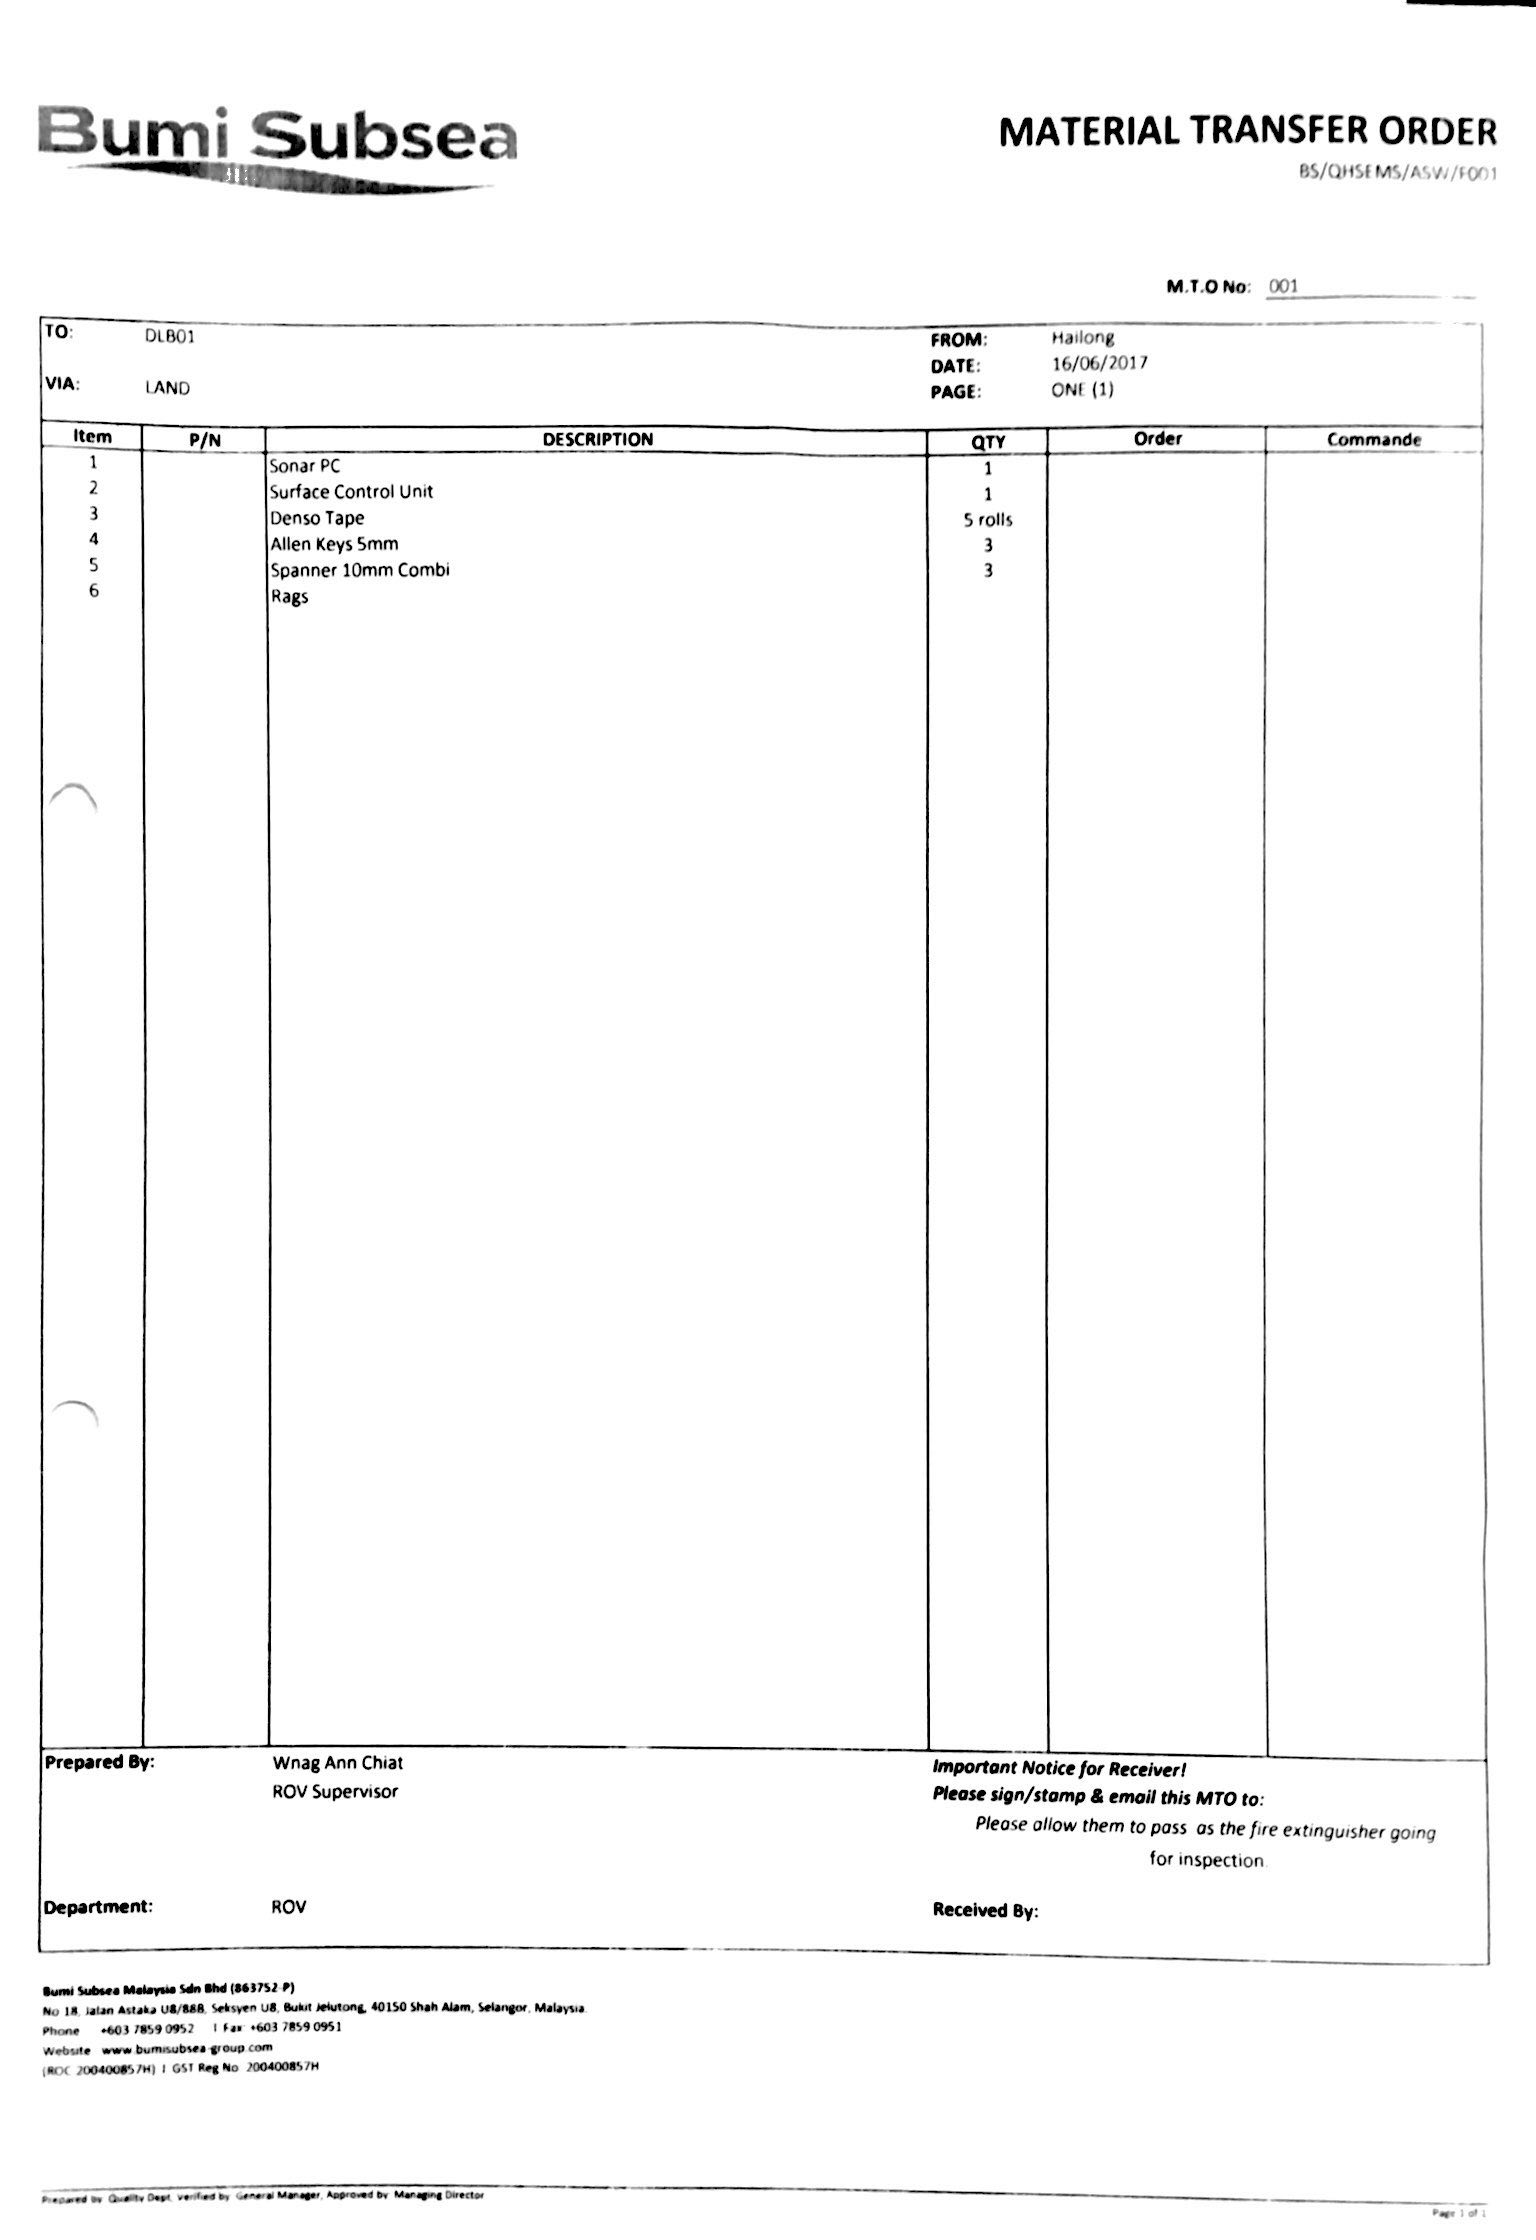 Bumi Subsea
MATERIAL TRANSFER ORDER
BS/QHSEMS/ASW/F001
M.T.O No: 001
TO: DLB01
FROM: Hailong
DATE: 16/06/2017
VIA: LAND
PAGE: ONE (1)
Item P/N DESCRIPTION QTY Order Commande
1 Sonar PC 1
2 Surface Control Unit 1
3 Denso Tape 5 rolls
4 Allen Keys 5mm 3
5 Spanner 10mm Combi 3
6 Rags
Prepared By: Wnag Ann Chiat
ROV Supervisor
Important Notice for Receiver!
Please sign/stamp & email this MTO to:
Please allow them to pass as the fire extinguisher going
for inspection.
Department: ROV
Received By:
Bumi Subsea Malaysia Sdn Bhd (863752-P)
No 18, Jalan Astaka U8/88B, Seksyen U8, Bukit Jelutong, 40150 Shah Alam, Selangor, Malaysia.
Phone +603 7859 0952 | Fax: +603 7859 0951
Website www.bumisubsea-group.com
(ROC 200400857H) | GST Reg No 200400857H
Prepared by Quality Dept, verified by General Manager, Approved by Managing Director
Page 1 of 1